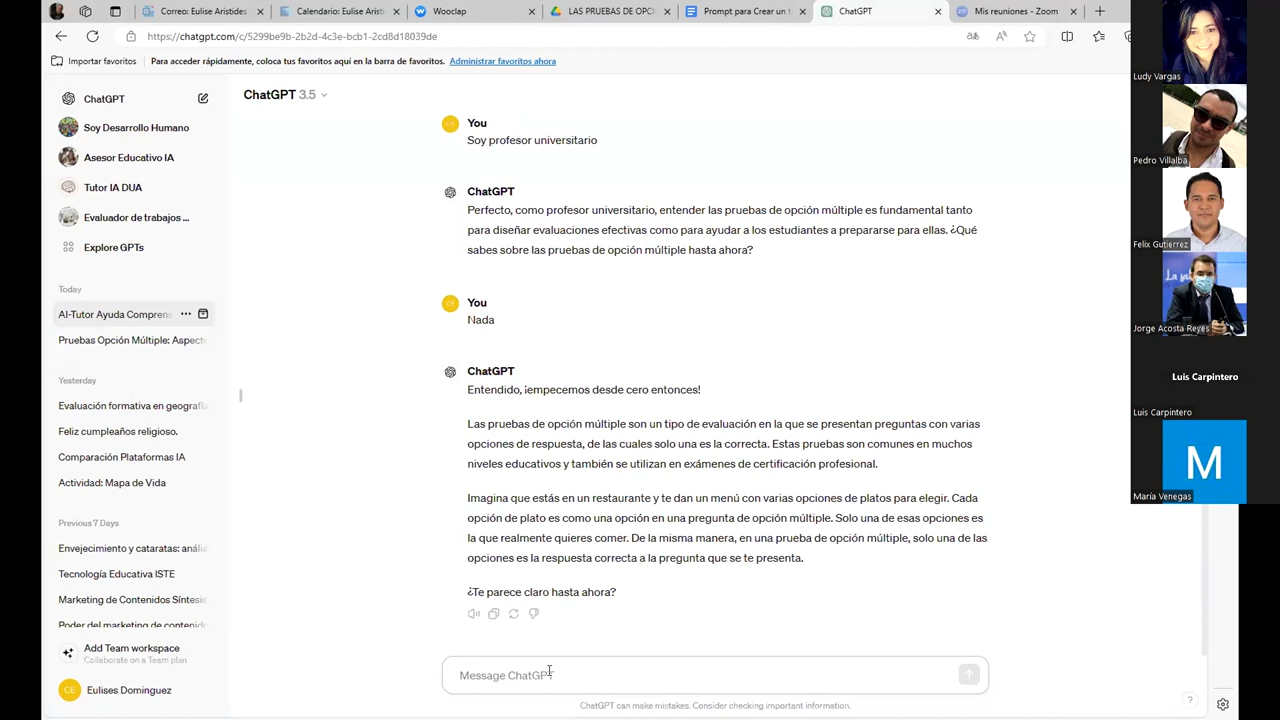 Correo: Eulise Aristides
Calendario: Eulise Aristi
Wooclap
LAS PRUEBAS DE OPCI
Prompt para Crear un t
ChatGPT
Mis reuniones - Zoom
https://chatgpt.com/c/5299be9b-2b2d-4c3e-bcb1-2cd8d18039de
Importar favoritos
Para acceder rápidamente, coloca tus favoritos aquí en la barra de favoritos. Administrar favoritos ahora
ChatGPT
Soy Desarrollo Humano
Asesor Educativo IA
Tutor IA DUA
Evaluador de trabajos ...
Explore GPTs
Today
AI-Tutor Ayuda Comprens
Pruebas Opción Múltiple: Aspect
Yesterday
Evaluación formativa en geografía
Feliz cumpleaños religioso.
Comparación Plataformas IA
Actividad: Mapa de Vida
Previous 7 Days
Envejecimiento y cataratas: anális
Tecnología Educativa ISTE
Marketing de Contenidos Síntesis
Poder del marketing de contenido
Add Team workspace
Collaborate on a Team plan
CE
Eulises Dominguez
ChatGPT 3.5
You
Soy profesor universitario
ChatGPT
Perfecto, como profesor universitario, entender las pruebas de opción múltiple es fundamental tanto
para diseñar evaluaciones efectivas como para ayudar a los estudiantes a prepararse para ellas. ¿Qué
sabes sobre las pruebas de opción múltiple hasta ahora?
You
Nada
ChatGPT
Entendido, ¡empecemos desde cero entonces!
Las pruebas de opción múltiple son un tipo de evaluación en la que se presentan preguntas con varias
opciones de respuesta, de las cuales solo una es la correcta. Estas pruebas son comunes en muchos
niveles educativos y también se utilizan en exámenes de certificación profesional.
Imagina que estás en un restaurante y te dan un menú con varias opciones de platos para elegir. Cada
opción de plato es como una opción en una pregunta de opción múltiple. Solo una de esas opciones es
la que realmente quieres comer. De la misma manera, en una prueba de opción múltiple, solo una de las
opciones es la respuesta correcta a la pregunta que se te presenta.
¿Te parece claro hasta ahora?
Message ChatGPT
ChatGPT can make mistakes. Consider checking important information.
?
Ludy Vargas
Pedro Villalba
Felix Gutierrez
Jorge Acosta Reyes
Luis Carpintero
Luis Carpintero
M
María Venegas